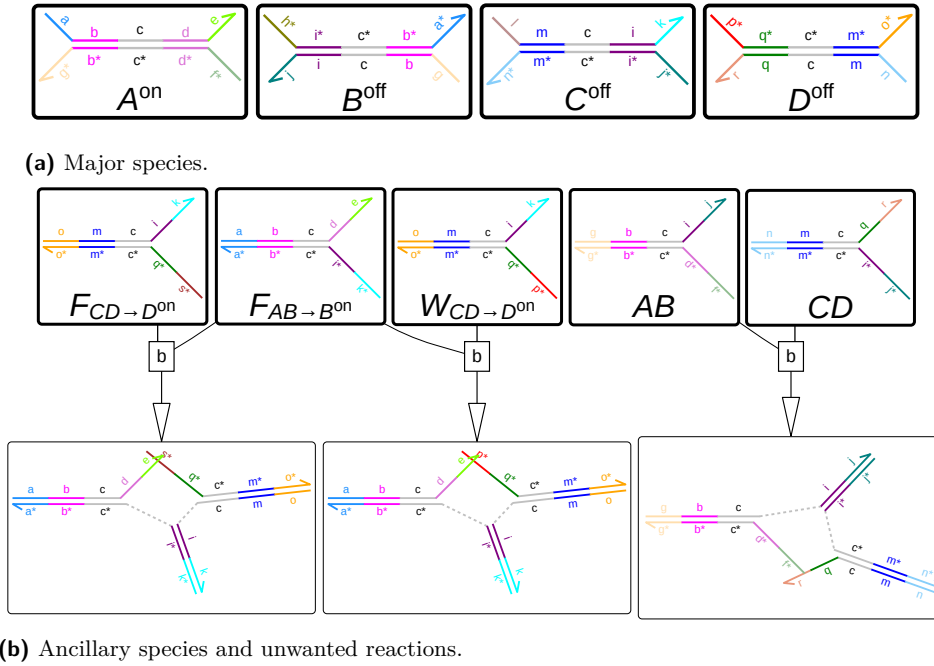 a b c d e
g* b* c* d* f*
A^on
h* i* c* b* a*
j i c b g
B^off
l m c i k
n* m* c* i* j*
C^off
p* q* c* m* o*
r q c m n
D^off
(a) Major species.
o m c i k
o* m* c* q* s*
F_CD→D^on
a b c d e
a* b* c* i* k*
F_AB→B^on
o m c i k
o* m* c* q* p*
W_CD→D^on
g b c i j
g* b* c* d* f*
AB
n m c q r
n* m* c* i* j*
CD
b
b
b
e s*
a b c d q* c* m* o*
a* b* c* c m o
i* i
k* k
e p*
a b c d q* c* m* o*
a* b* c* c m o
i* i
k* k
j j*
i i*
g b c
g* b* c* d* f*
r q c* m* n*
c m n
(b) Ancillary species and unwanted reactions.